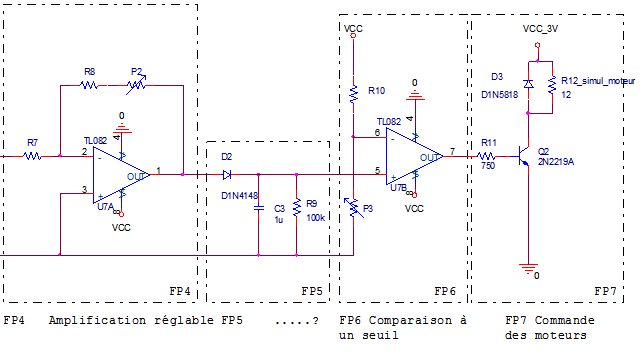 VCC
VCC_3V
R8
P2
R10
D3
D1N5818
R12_simul_moteur
12
0
4
TL082
R7
2
-
OUT
1
3
+
U7A
8
VCC
D2
D1N4148
C3
1u
R9
100k
0
4
TL082
6
-
OUT
7
5
+
U7B
8
VCC
P3
R11
750
Q2
2N2219A
0
FP4
FP5
FP6
FP7
FP4 Amplification réglable FP5 .....? FP6 Comparaison à FP7 Commande
un seuil des moteurs